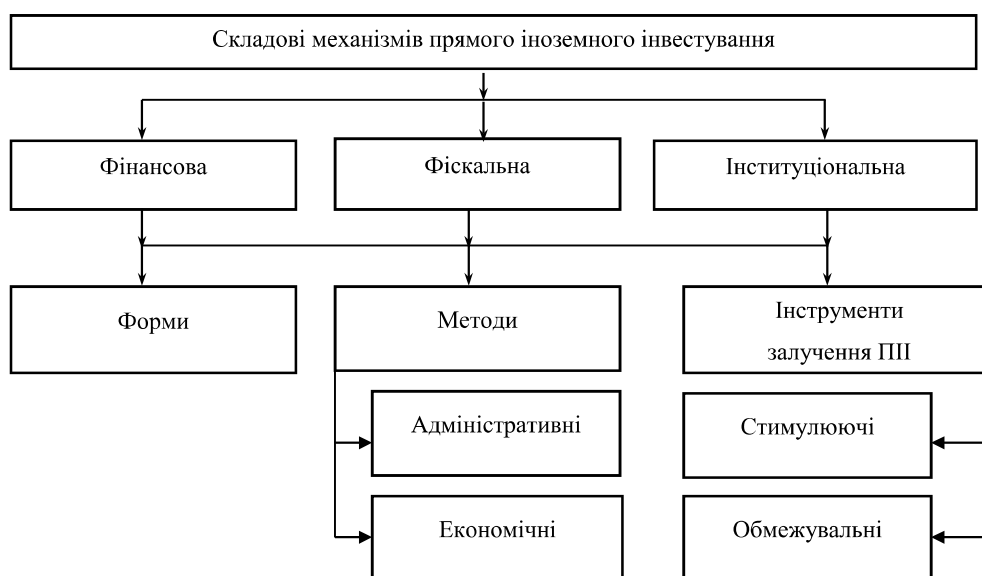 Складові механізмів прямого іноземного інвестування
Фінансова
Фіскальна
Інституціональна
Форми
Методи
Інструменти
залучення ПІІ
Адміністративні
Стимулюючі
Економічні
Обмежувальні